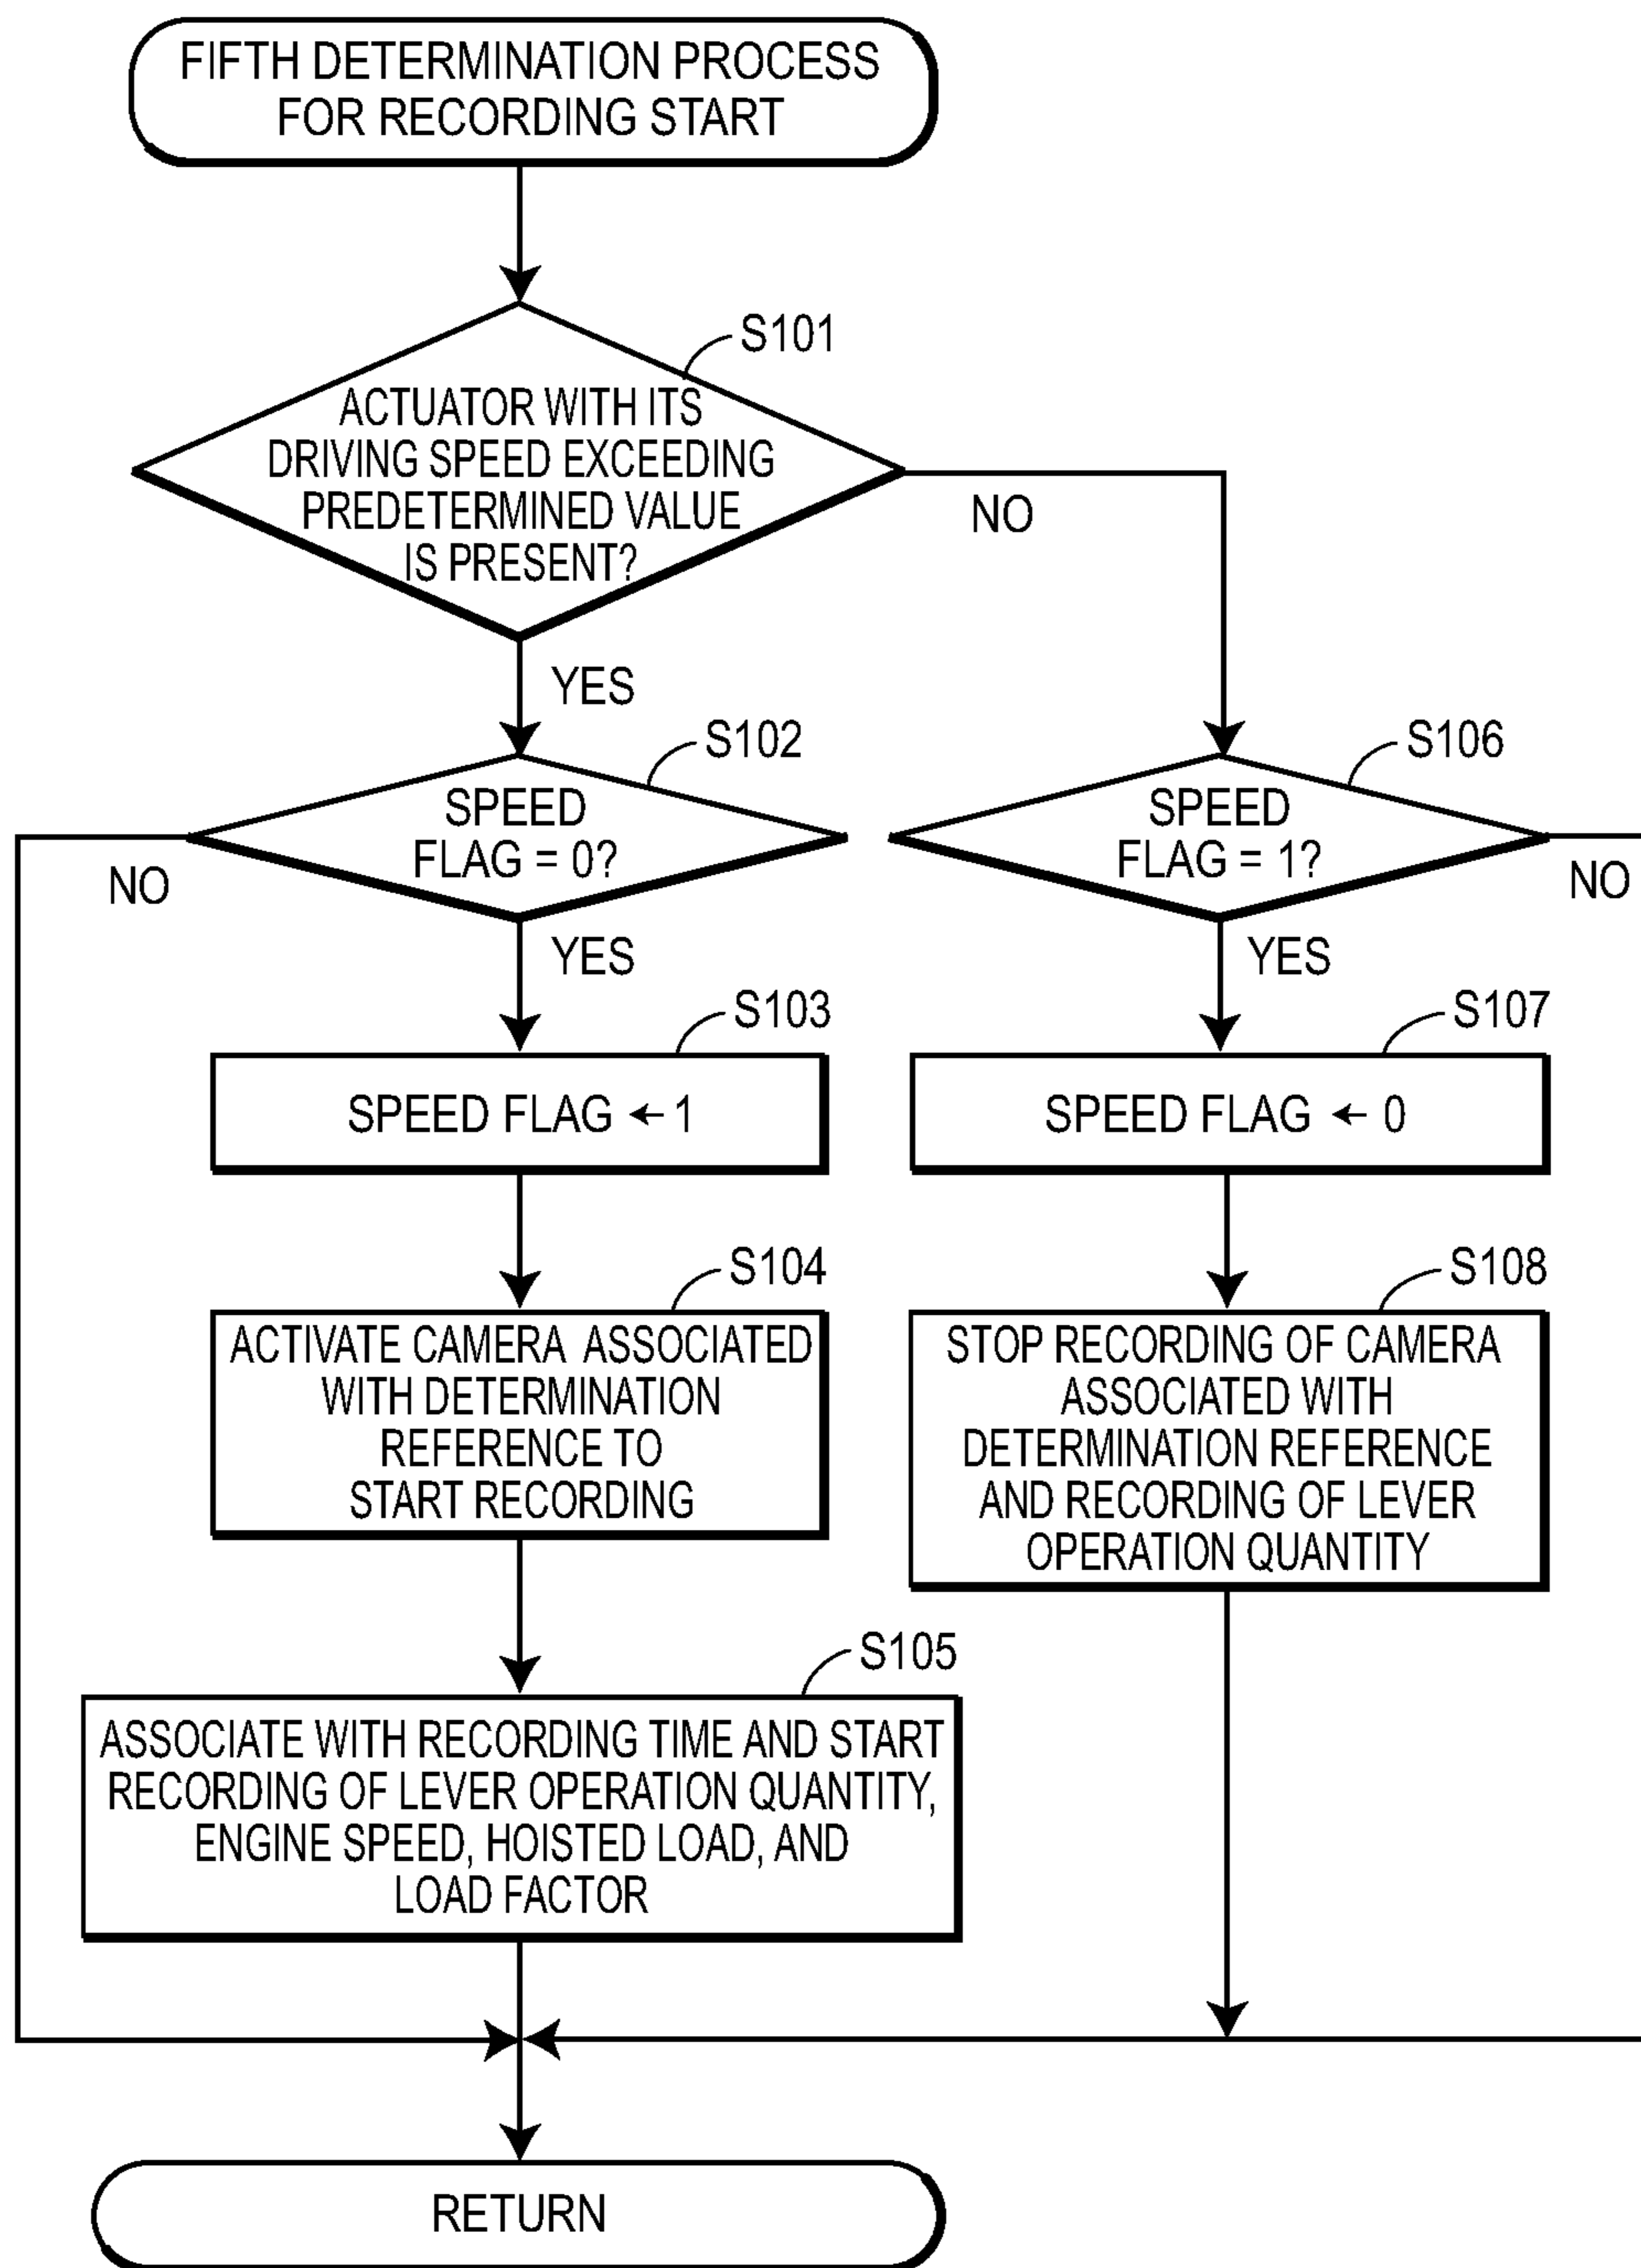 FIFTH DETERMINATION PROCESS
FOR RECORDING START
S101
ACTUATOR WITH ITS
DRIVING SPEED EXCEEDING
PREDETERMINED VALUE
IS PRESENT?
NO
YES
S102
SPEED
FLAG = 0?
NO
YES
S106
SPEED
FLAG = 1?
NO
YES
S103
SPEED FLAG ← 1
S107
SPEED FLAG ← 0
S104
ACTIVATE CAMERA ASSOCIATED
WITH DETERMINATION
REFERENCE TO
START RECORDING
S108
STOP RECORDING OF CAMERA
ASSOCIATED WITH
DETERMINATION REFERENCE
AND RECORDING OF LEVER
OPERATION QUANTITY
S105
ASSOCIATE WITH RECORDING TIME AND START
RECORDING OF LEVER OPERATION QUANTITY,
ENGINE SPEED, HOISTED LOAD, AND
LOAD FACTOR
RETURN